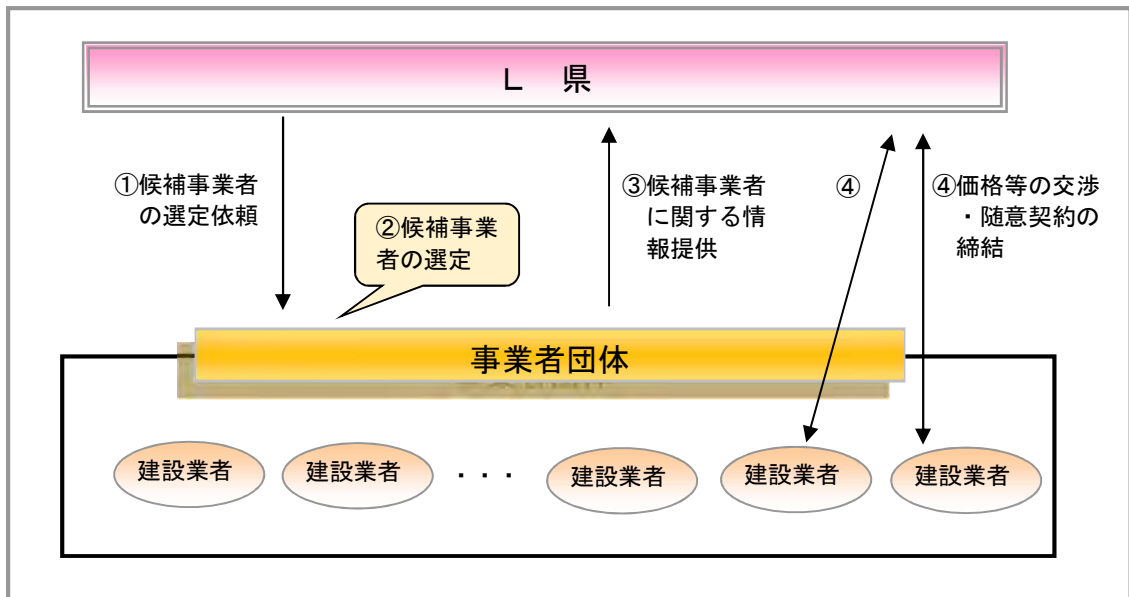 L 県
①候補事業者
の選定依頼
②候補事業
者の選定
③候補事業者
に関する情
報提供
④
④価格等の交渉
・随意契約の
締結
事業者団体
建設業者
建設業者
・・・
建設業者
建設業者
建設業者